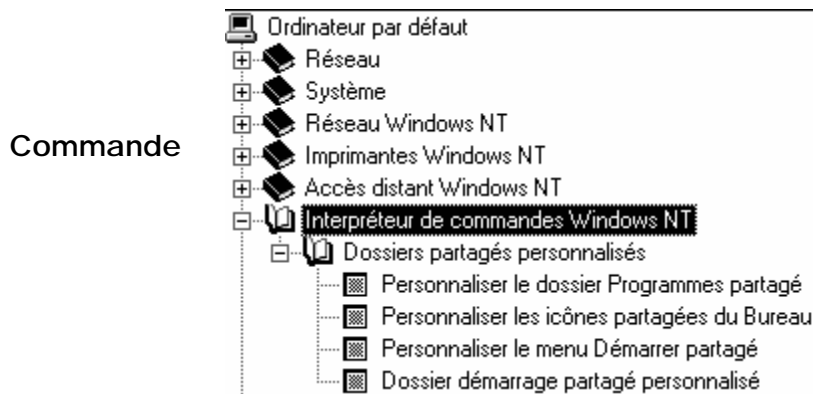 Ordinateur par défaut
Réseau
Système
Réseau Windows NT
Commande
Imprimantes Windows NT
Accès distant Windows NT
Interpréteur de commandes Windows NT
Dossiers partagés personnalisés
Personnaliser le dossier Programmes partagé
Personnaliser les icônes partagées du Bureau
Personnaliser le menu Démarrer partagé
Dossier démarrage partagé personnalisé